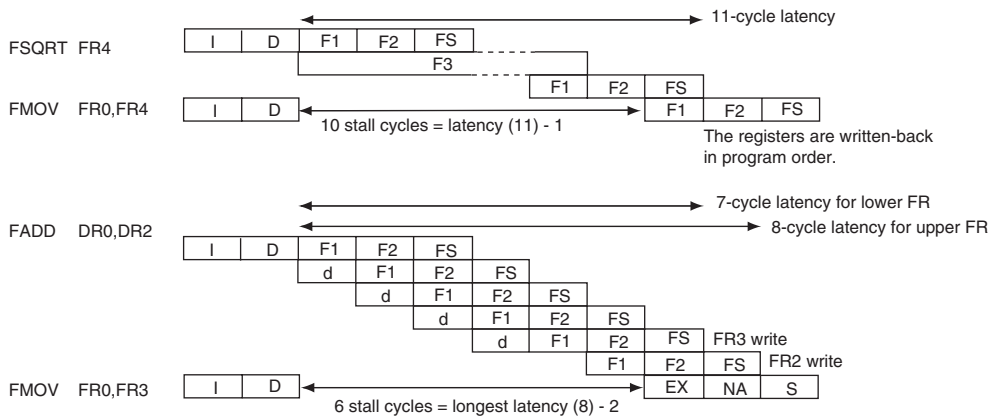 11-cycle latency
FSQRT FR4 I D F1 F2 FS
F3
F1 F2 FS
FMOV FR0,FR4 I D F1 F2 FS
10 stall cycles = latency (11) - 1
The registers are written-back
in program order.
7-cycle latency for lower FR
8-cycle latency for upper FR
FADD DR0,DR2 I D F1 F2 FS
d F1 F2 FS
d F1 F2 FS
d F1 F2 FS
d F1 F2 FS FR3 write
F1 F2 FS FR2 write
FMOV FR0,FR3 I D EX NA S
6 stall cycles = longest latency (8) - 2